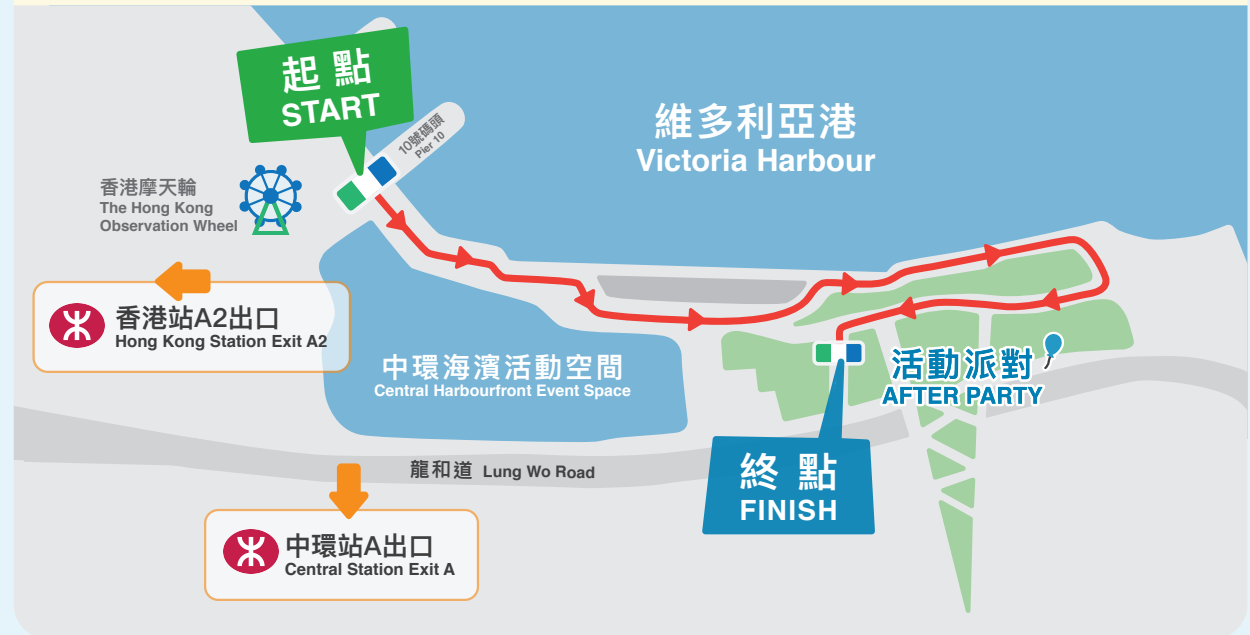 起點
START
10號碼頭
Pier 10
維多利亞港
Victoria Harbour
香港摩天輪
The Hong Kong
Observation Wheel
香港站A2出口
Hong Kong Station Exit A2
中環海濱活動空間
Central Harbourfront Event Space
活動派對
AFTER PARTY
龍和道 Lung Wo Road
終點
FINISH
中環站A出口
Central Station Exit A